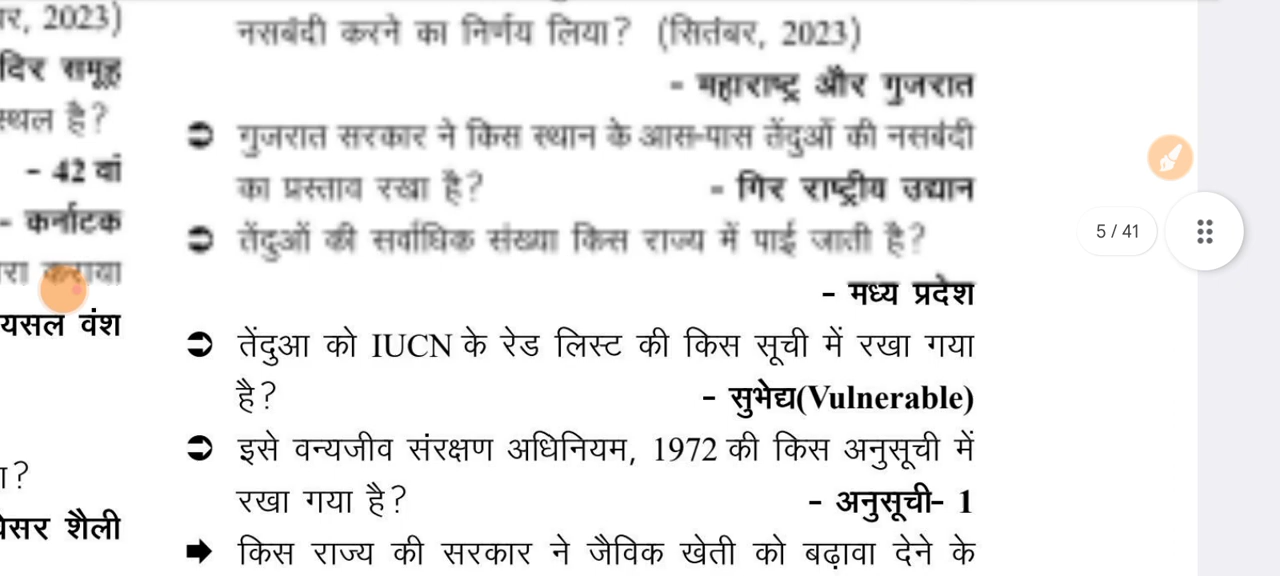 र, 2023)
दिर समूह
स्थल है?
- 42 वां
- कर्नाटक
रा कराया
यसल वंश
ा?
ेसर शैली
नसबंदी करने का निर्णय लिया? (सितंबर, 2023)
- महाराष्ट्र और गुजरात
➲ गुजरात सरकार ने किस स्थान के आस-पास तेंदुओं की नसबंदी
का प्रस्ताव रखा है? - गिर राष्ट्रीय उद्यान
➲ तेंदुओं की सर्वाधिक संख्या किस राज्य में पाई जाती है?
- मध्य प्रदेश
➲ तेंदुआ को IUCN के रेड लिस्ट की किस सूची में रखा गया
है? - सुभेद्य(Vulnerable)
➲ इसे वन्यजीव संरक्षण अधिनियम, 1972 की किस अनुसूची में
रखा गया है? - अनुसूची- 1
➡ किस राज्य की सरकार ने जैविक खेती को बढ़ावा देने के
5 / 41